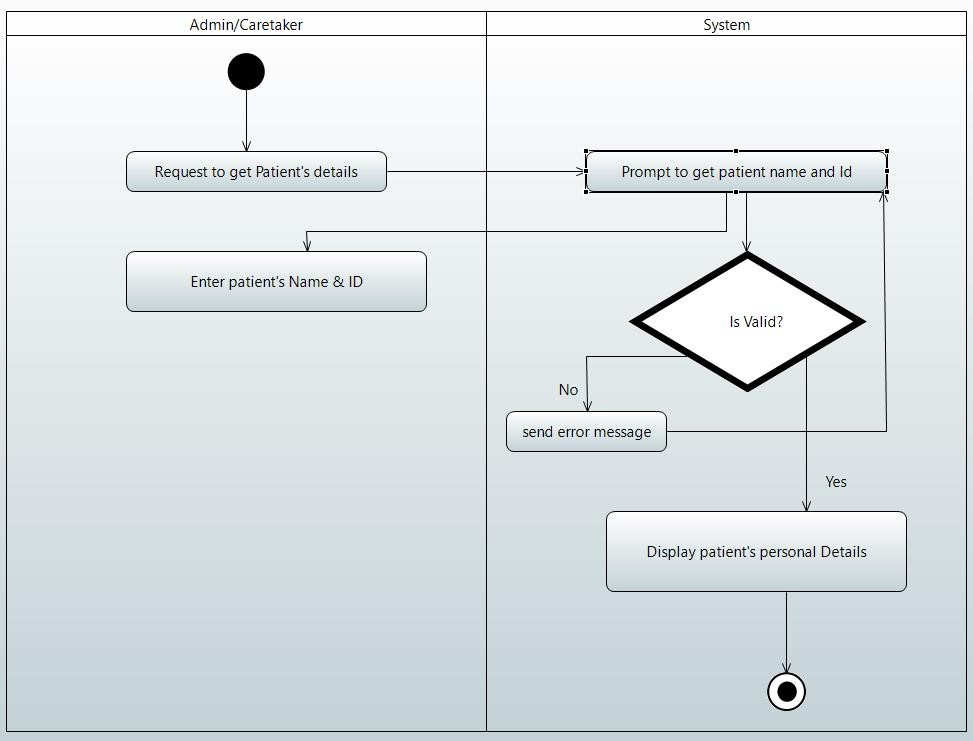 Admin/Caretaker
System
Request to get Patient's details
Prompt to get patient name and Id
Enter patient's Name & ID
Is Valid?
No
send error message
Yes
Display patient's personal Details